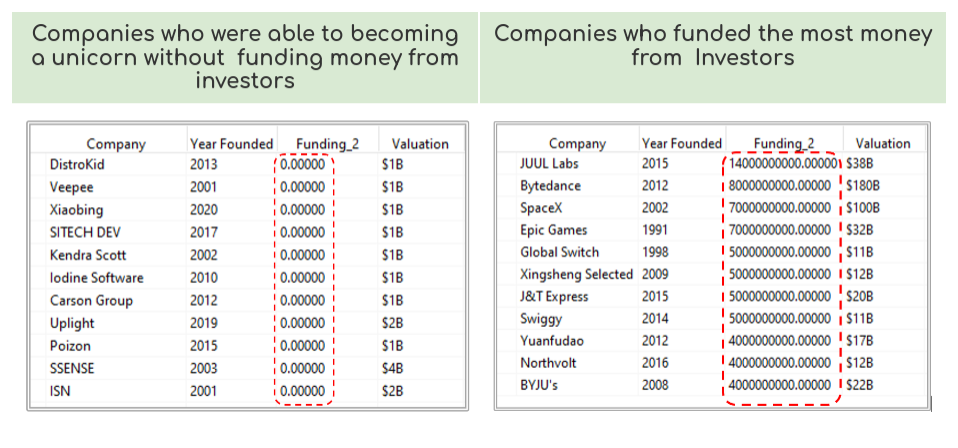 Companies who were able to becoming
a unicorn without funding money from
investors
Company Year Founded Funding_2 Valuation
DistroKid 2013 0.00000 $1B
Veepee 2001 0.00000 $1B
Xiaobing 2020 0.00000 $1B
SITECH DEV 2017 0.00000 $1B
Kendra Scott 2002 0.00000 $1B
Iodine Software 2010 0.00000 $1B
Carson Group 2012 0.00000 $1B
Uplight 2019 0.00000 $2B
Poizon 2015 0.00000 $1B
SSENSE 2003 0.00000 $4B
ISN 2001 0.00000 $2B
Companies who funded the most money
from Investors
Company Year Founded Funding_2 Valuation
JUUL Labs 2015 14000000000.00000 $38B
Bytedance 2012 8000000000.00000 $180B
SpaceX 2002 7000000000.00000 $100B
Epic Games 1991 7000000000.00000 $32B
Global Switch 1998 5000000000.00000 $11B
Xingsheng Selected 2009 5000000000.00000 $12B
J&T Express 2015 5000000000.00000 $20B
Swiggy 2014 5000000000.00000 $11B
Yuanfudao 2012 4000000000.00000 $17B
Northvolt 2016 4000000000.00000 $12B
BYJU's 2008 4000000000.00000 $22B